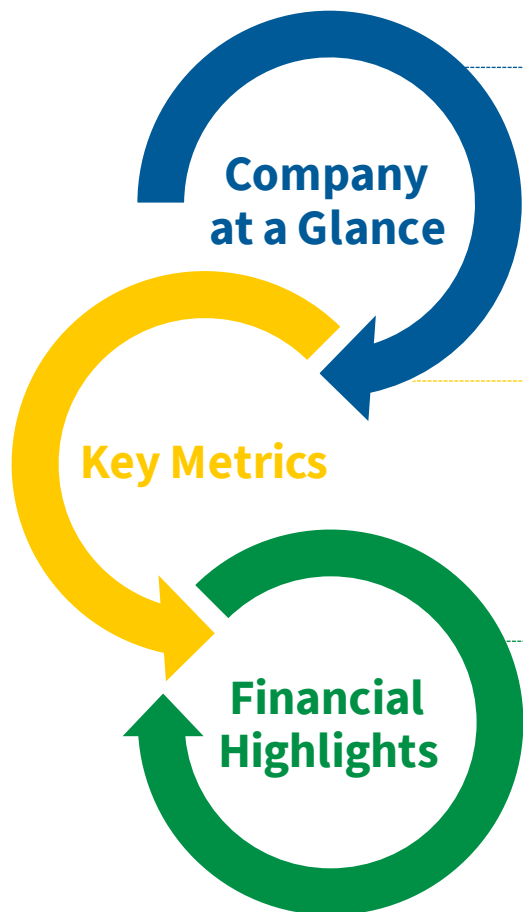 Company
at a Glance
Key Metrics
Financial
Highlights